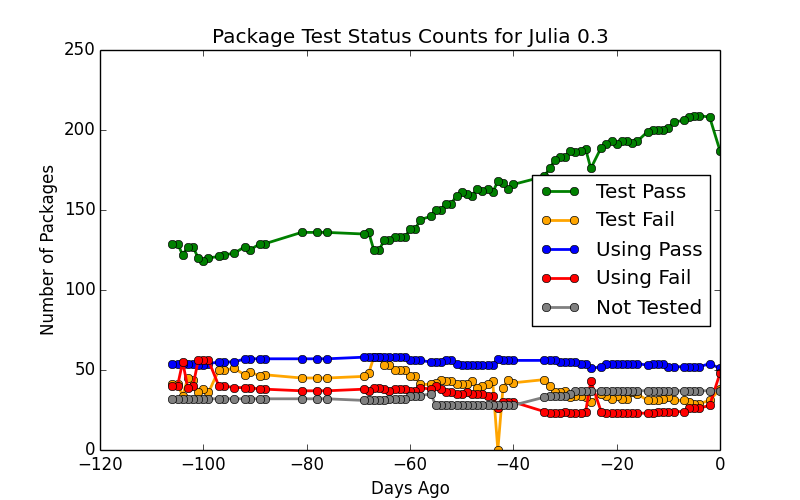 Package Test Status Counts for Julia 0.3
250
200
150
100
50
0
Number of Packages
Test Pass
Test Fail
Using Pass
Using Fail
Not Tested
−120 −100 −80 −60 −40 −20 0
Days Ago